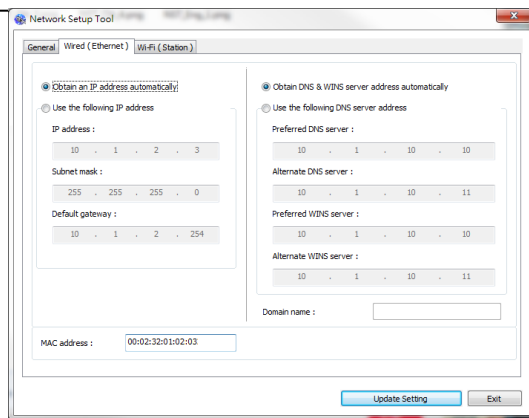 Network Setup Tool
General Wired ( Ethernet ) Wi-Fi ( Station )
Obtain an IP address automatically
Use the following IP address
IP address :
10 . 1 . 2 . 3
Subnet mask :
255 . 255 . 255 . 0
Default gateway :
10 . 1 . 2 . 254
Obtain DNS & WINS server address automatically
Use the following DNS server address
Preferred DNS server :
10 . 1 . 10 . 10
Alternate DNS server :
10 . 1 . 10 . 11
Preferred WINS server :
10 . 1 . 10 . 10
Alternate WINS server :
10 . 1 . 10 . 11
Domain name :
MAC address : 00:02:32:01:02:03
Update Setting Exit